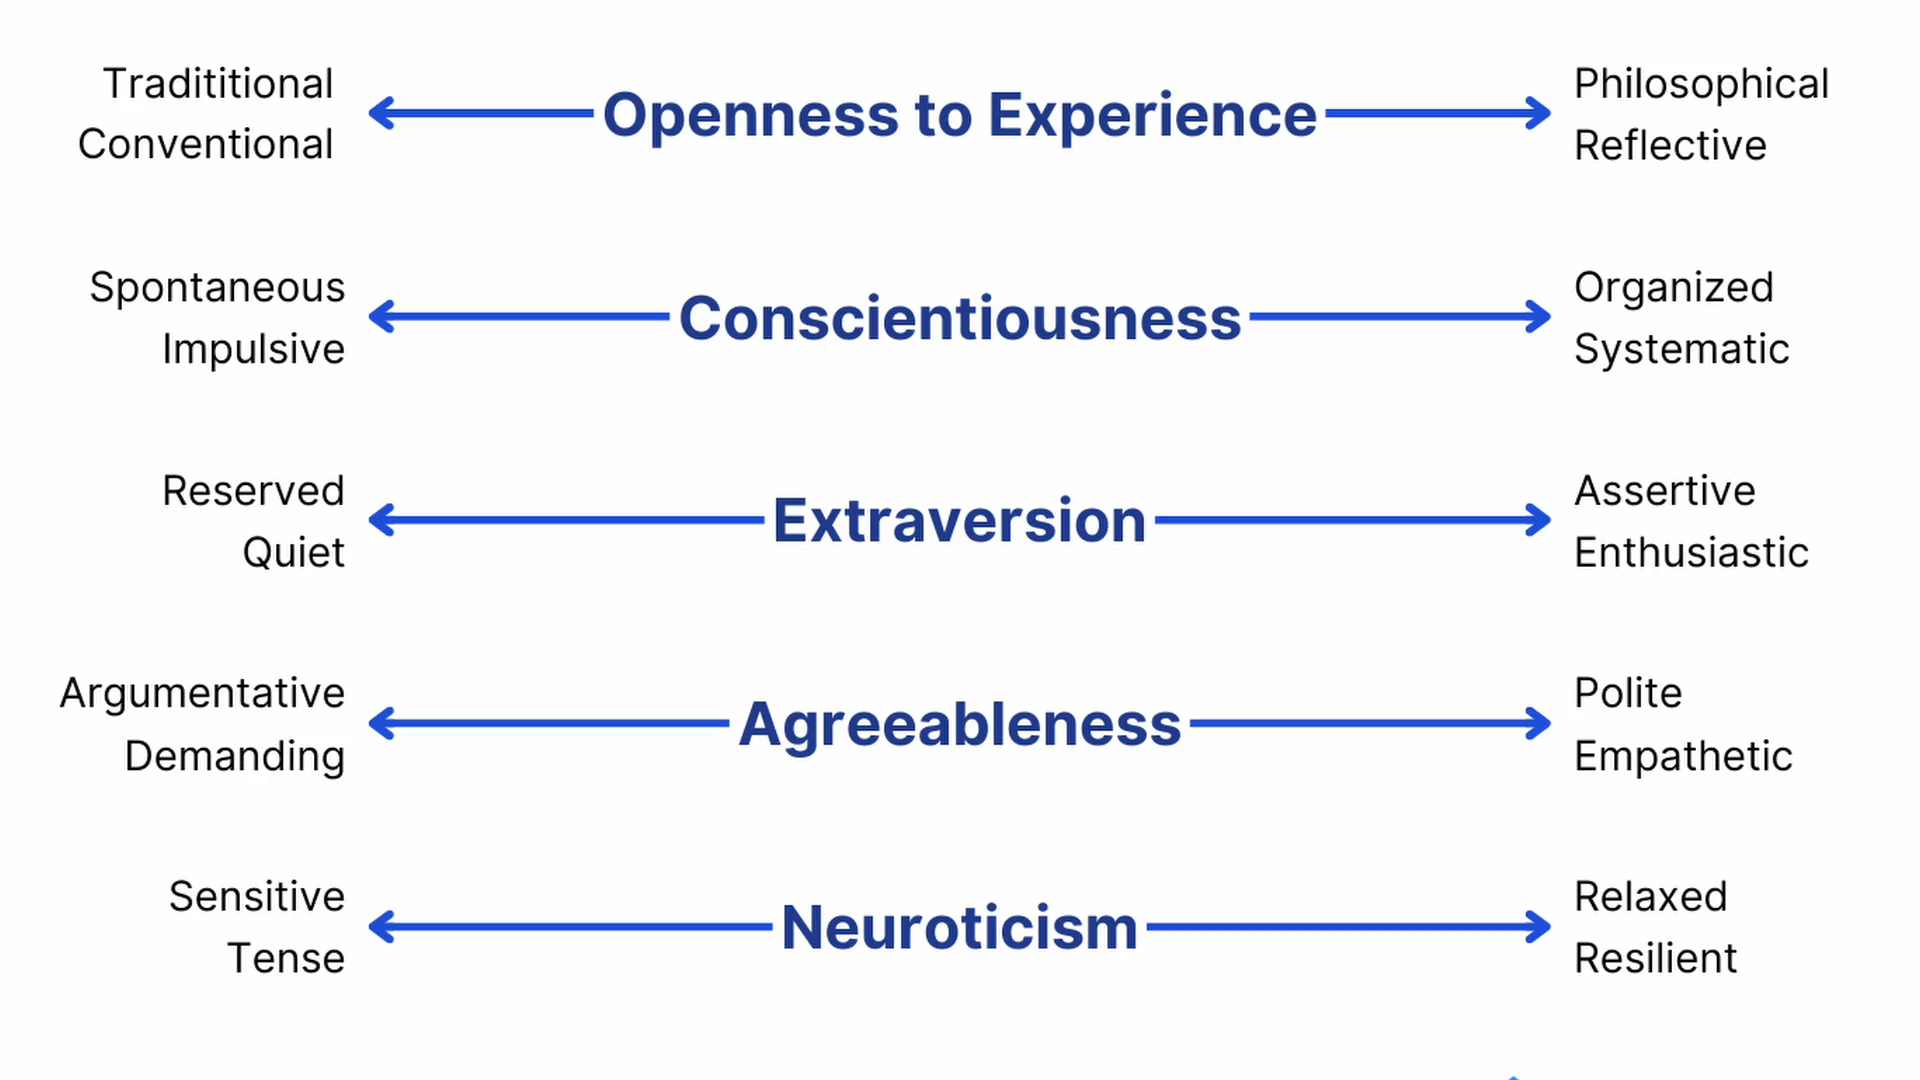 Tradititional
Conventional
Openness to Experience
Philosophical
Reflective
Spontaneous
Impulsive
Conscientiousness
Organized
Systematic
Reserved
Quiet
Extraversion
Assertive
Enthusiastic
Argumentative
Demanding
Agreeableness
Polite
Empathetic
Sensitive
Tense
Neuroticism
Relaxed
Resilient